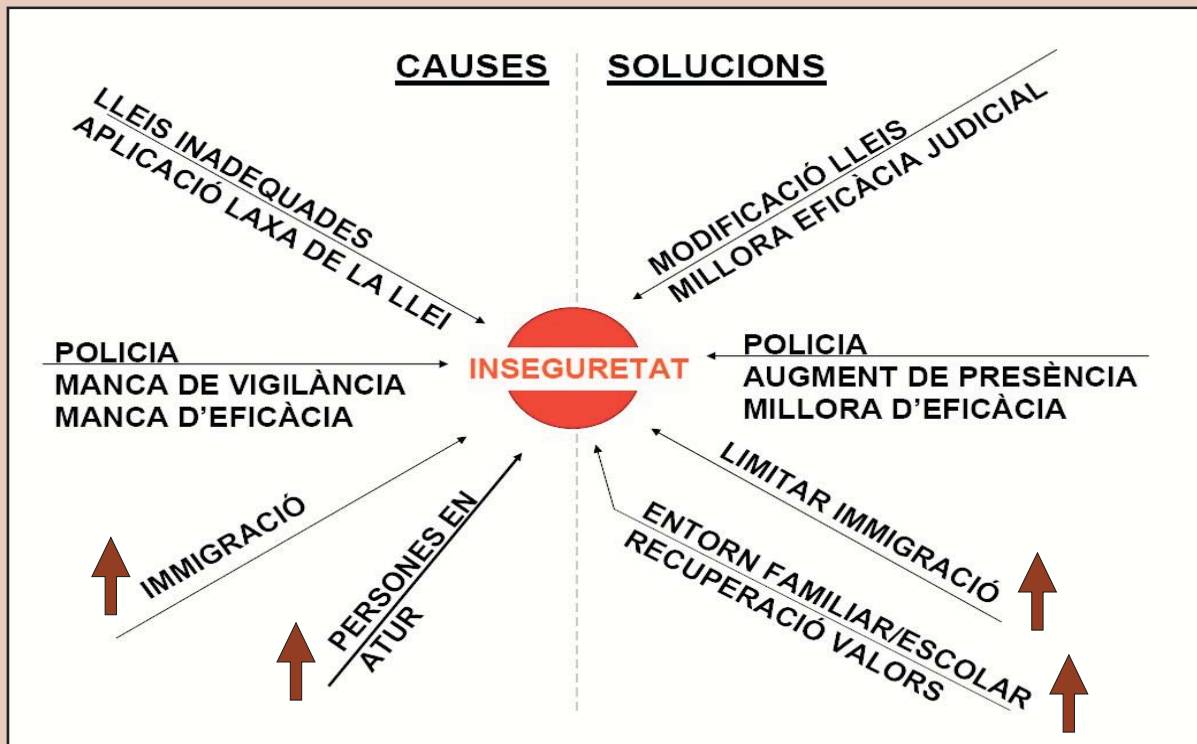 CAUSES
SOLUCIONS
LLEIS INADEQUADES
APLICACIÓ LAXA DE LA LLEI
MODIFICACIÓ LLEIS
MILLORA EFICÀCIA JUDICIAL
POLICIA
MANCA DE VIGILÀNCIA
MANCA D'EFICÀCIA
INSEGURETAT
POLICIA
AUGMENT DE PRESÈNCIA
MILLORA D'EFICÀCIA
IMMIGRACIÓ
PERSONES EN
ATUR
LIMITAR IMMIGRACIÓ
ENTORN FAMILIAR/ESCOLAR
RECUPERACIÓ VALORS